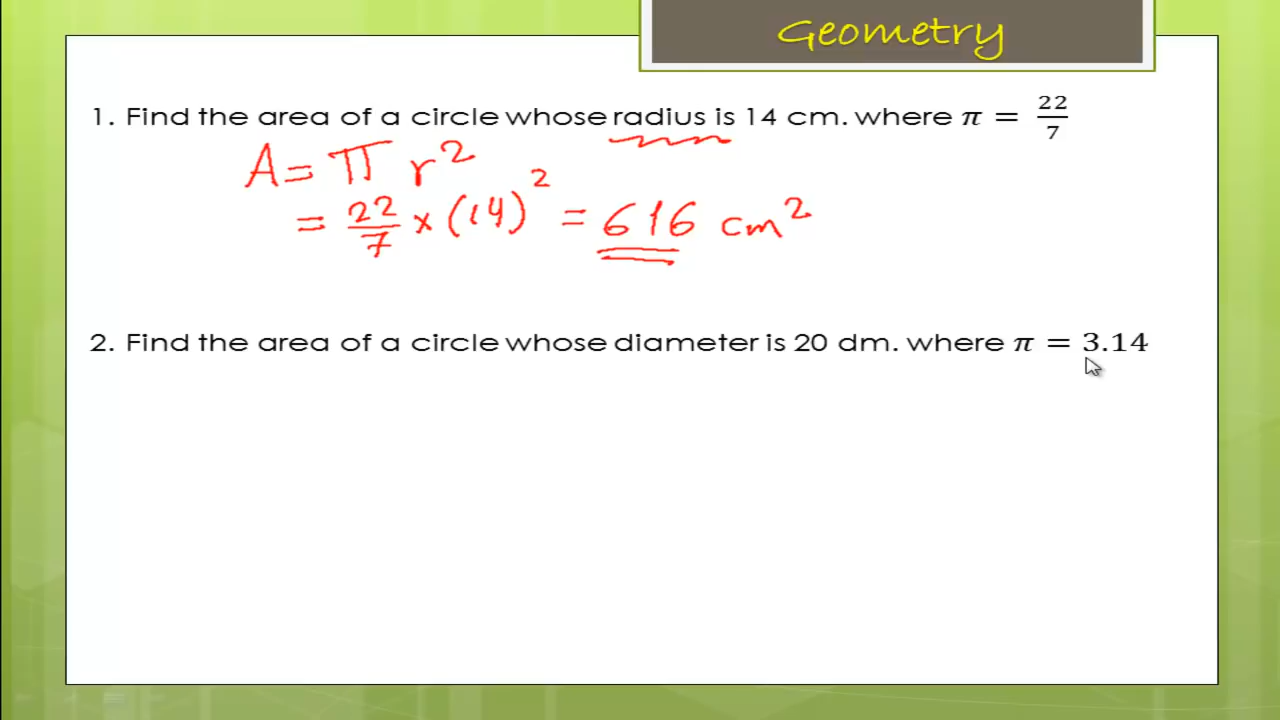 Geometry
1. Find the area of a circle whose radius is 14 cm. where π = 22/7
A = π r²
= 22/7 × (14)² = 616 cm²
2. Find the area of a circle whose diameter is 20 dm. where π = 3.14